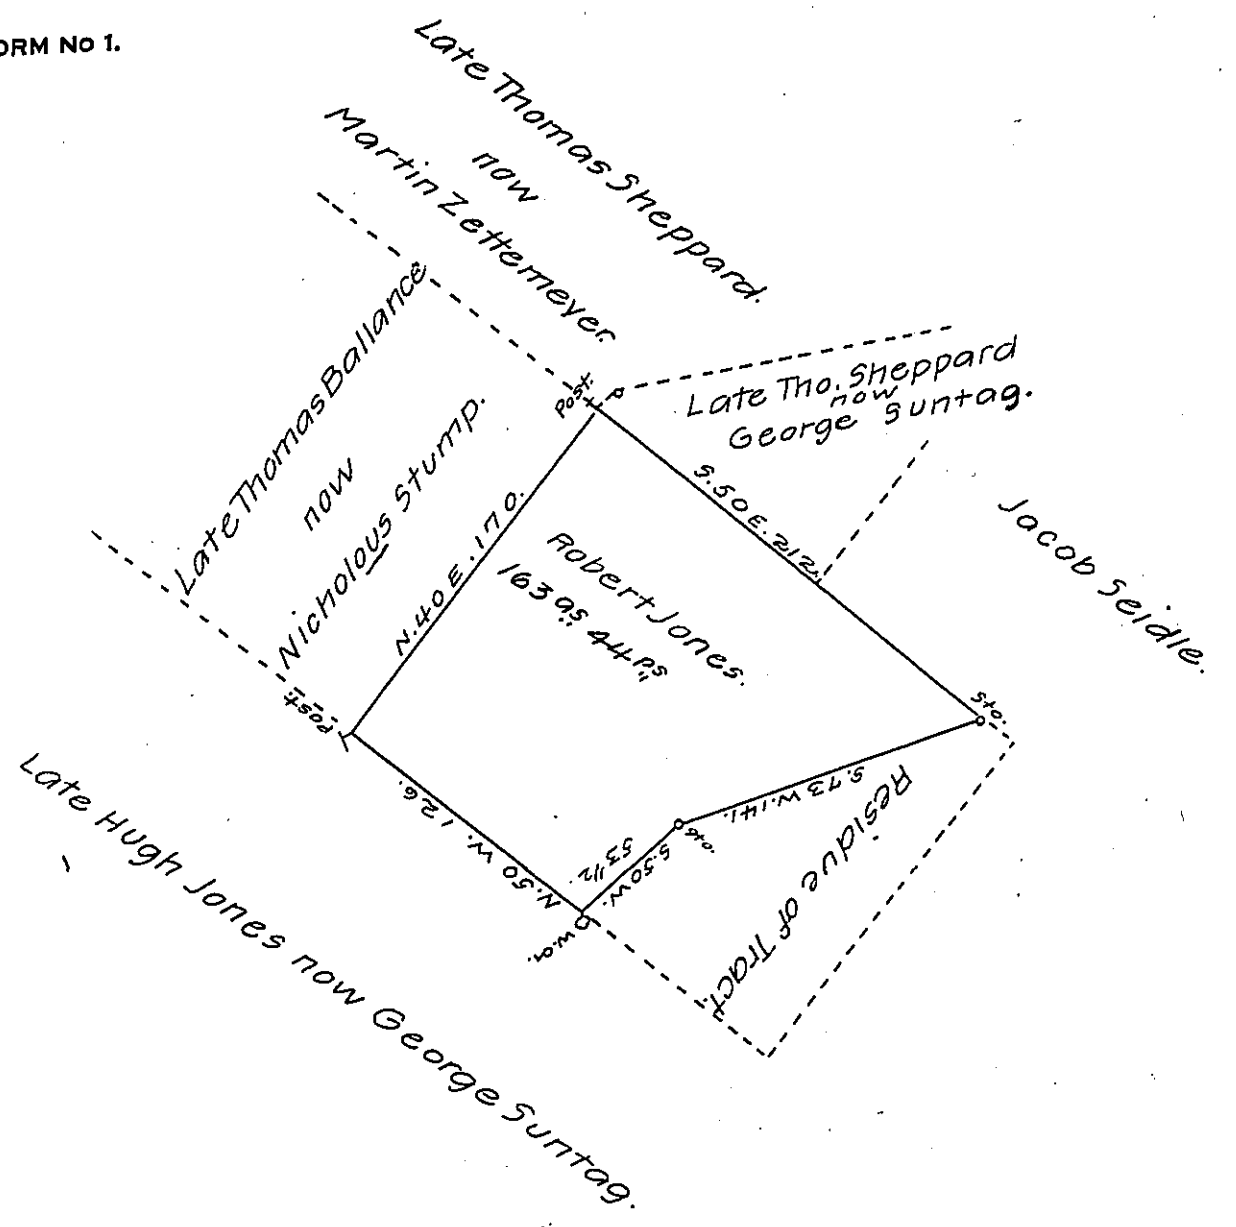 ORM No 1.
Late Thomas Sheppard.
now
Martin Zettemeyer.
Late Thomas Ballance
now
Nicholous Stump.
Post.
Late Tho. Sheppard
now
George Suntag.
S.50 E. 212.
Jacob Seidle.
N.40 E. 170.
Robert Jones.
163 as 44 ps
Sto.
Post.
S.73 W. 141.
Residue of Tract.
Sto.
S.50 W.
53 1/2.
N.50 W. 126.
W.O.
Late Hugh Jones now George Suntag.